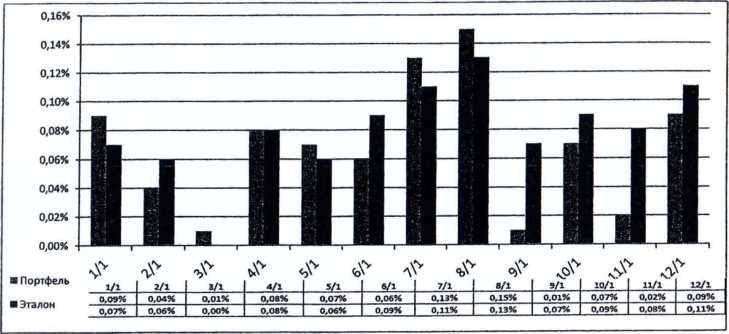 0,16%
0,14%
0,12%
0,10%
0,08%
0,06%
0,04%
0,02%
0,00%
1/1 2/1 3/1 4/1 5/1 6/1 7/1 8/1 9/1 10/1 11/1 12/1
1/1 2/1 3/1 4/1 5/1 6/1 7/1 8/1 9/1 10/1 11/1 12/1
Портфель 0,09% 0,04% 0,01% 0,08% 0,07% 0,06% 0,13% 0,15% 0,01% 0,07% 0,02% 0,09%
Эталон 0,07% 0,06% 0,00% 0,08% 0,06% 0,09% 0,11% 0,13% 0,07% 0,09% 0,08% 0,11%